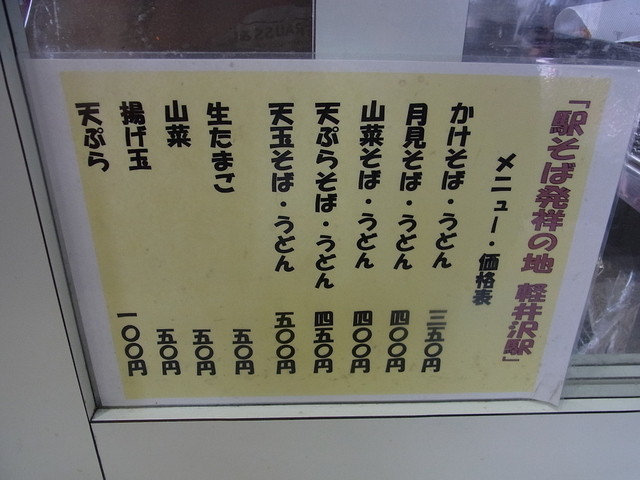 「駅そば発祥の地 軽井沢駅」
メニュー・価格表
かけそば・うどん 三五〇円
月見そば・うどん 四〇〇円
山菜そば・うどん 四〇〇円
天ぷらそば・うどん 四五〇円
天玉そば・うどん 五〇〇円
生たまご 五〇円
山菜 五〇円
揚げ玉 五〇円
天ぷら 一〇〇円